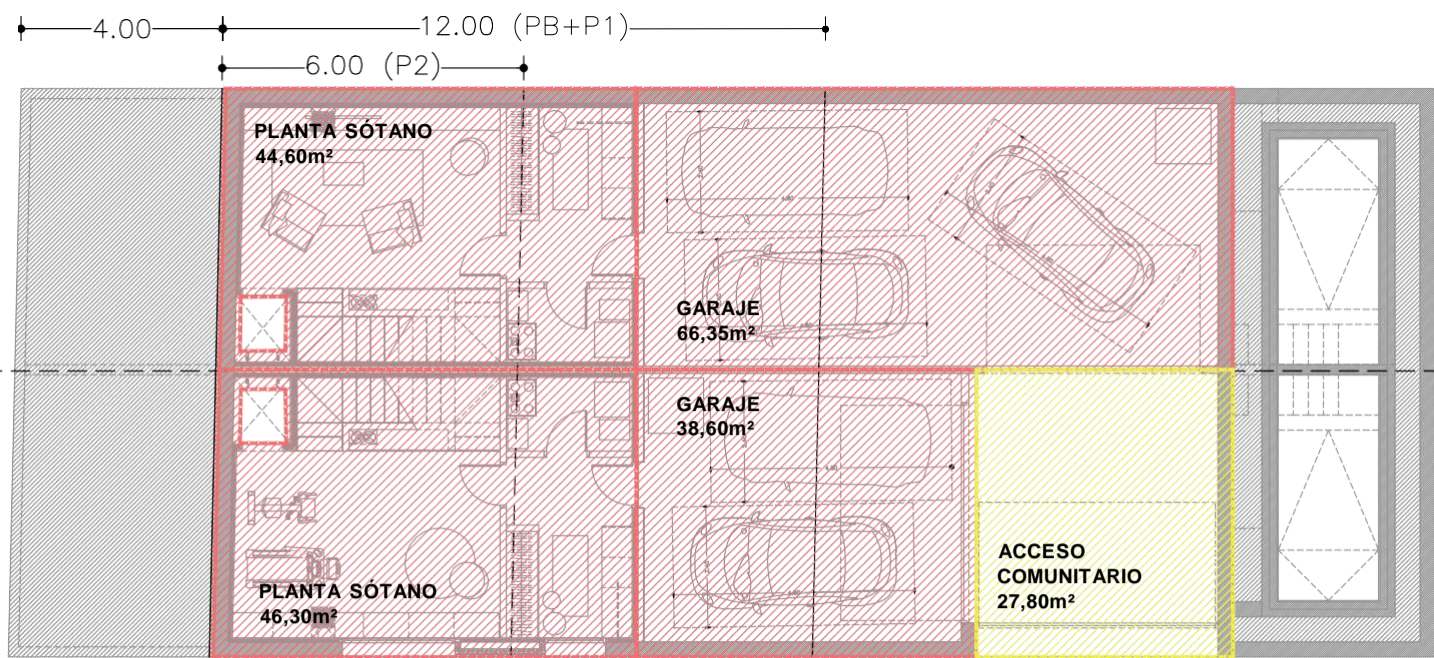 4.00
12.00 (PB+P1)
6.00 (P2)
PLANTA SÓTANO
44,60m²
GARAJE
66,35m²
GARAJE
38,60m²
PLANTA SÓTANO
46,30m²
ACCESO
COMUNITARIO
27,80m²